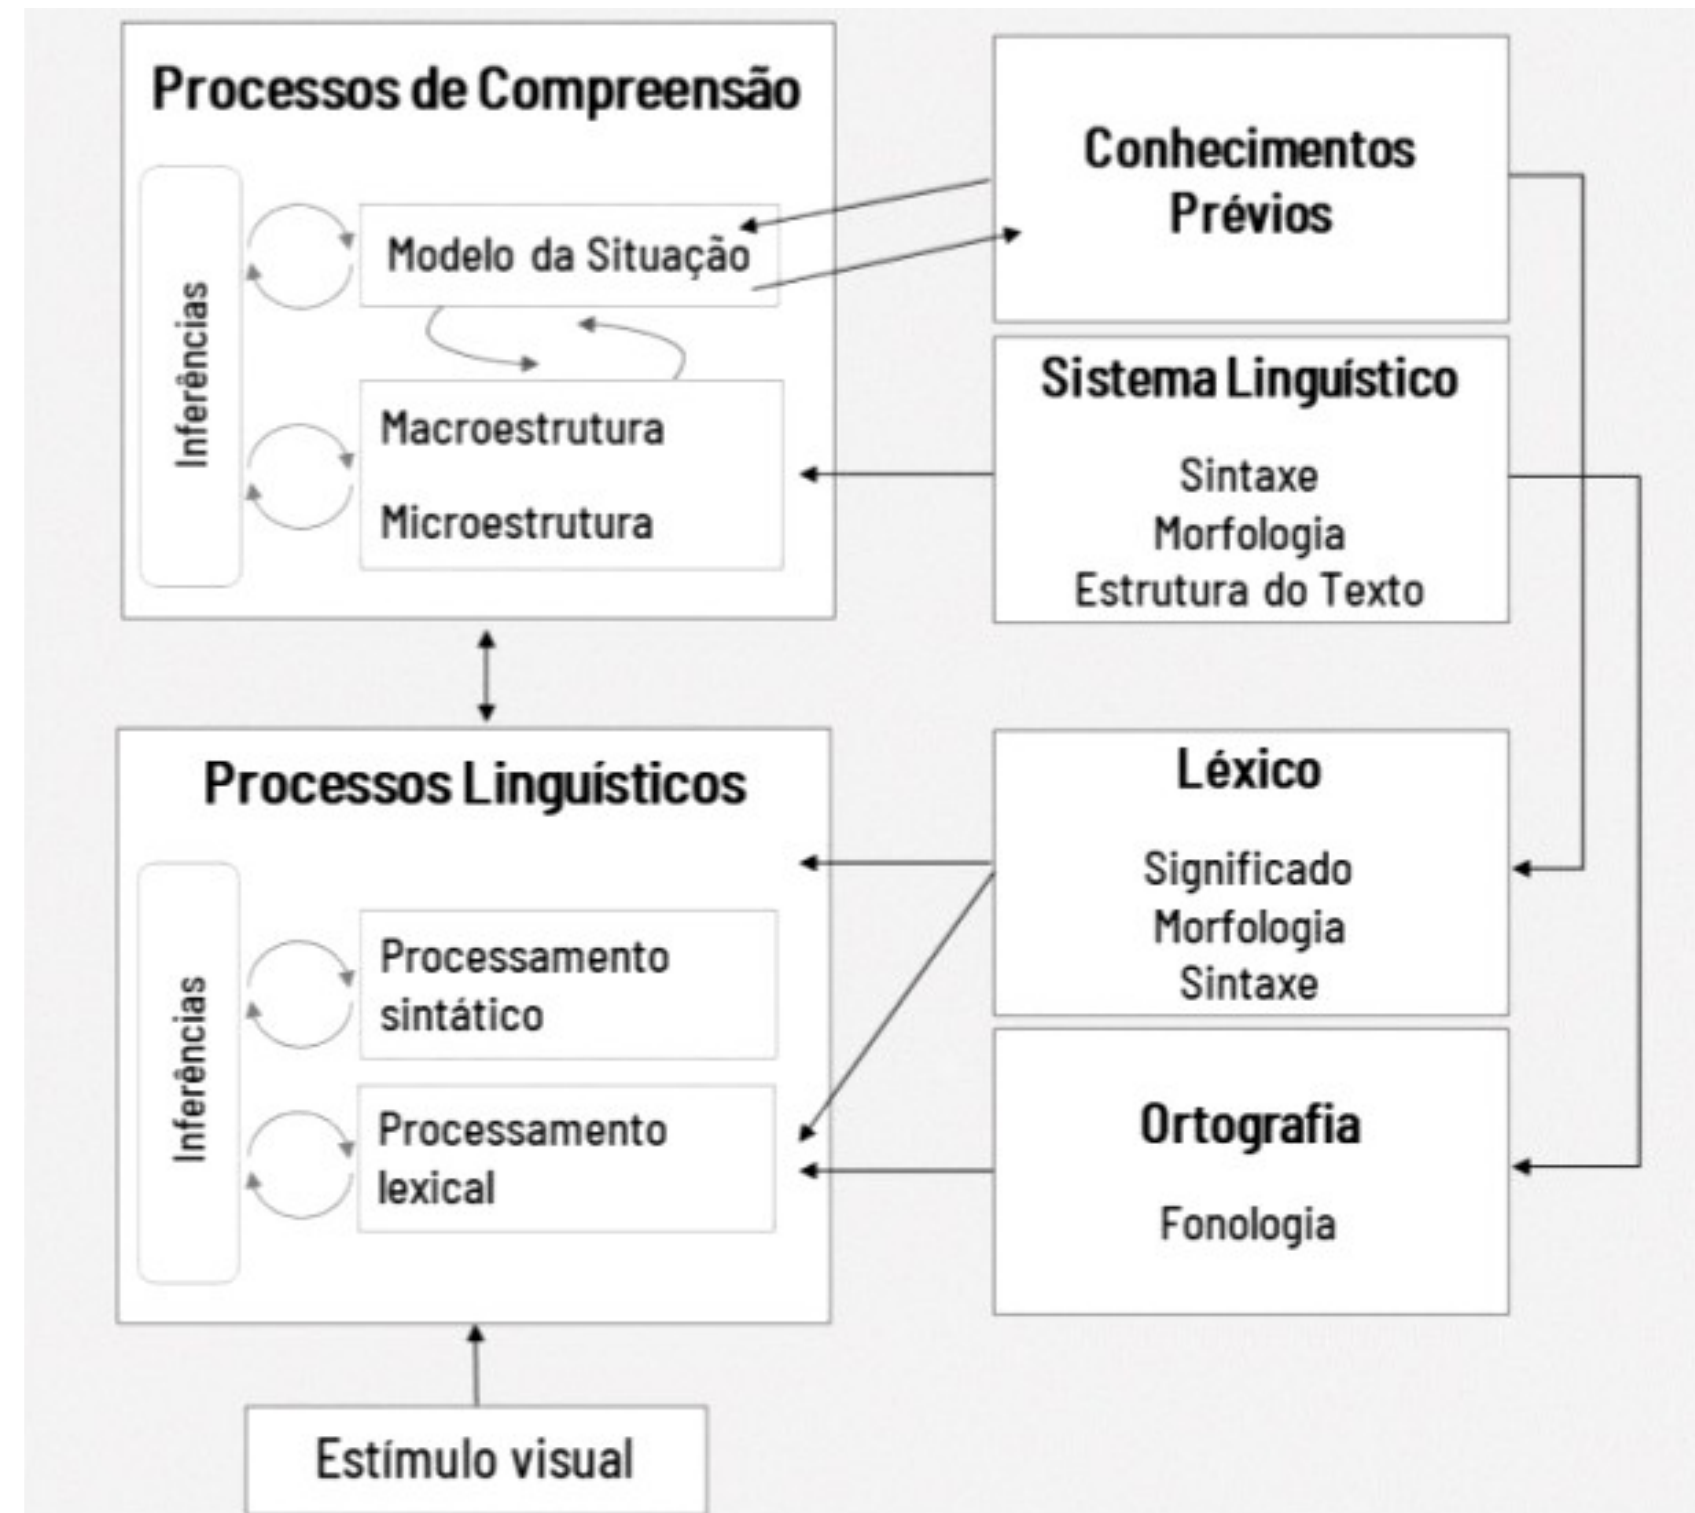 Processos de Compreensão
Inferências
Modelo da Situação
Macroestrutura
Microestrutura
Conhecimentos
Prévios
Sistema Linguístico
Sintaxe
Morfologia
Estrutura do Texto
Processos Linguísticos
Inferências
Processamento
sintático
Processamento
lexical
Léxico
Significado
Morfologia
Sintaxe
Ortografia
Fonologia
Estímulo visual